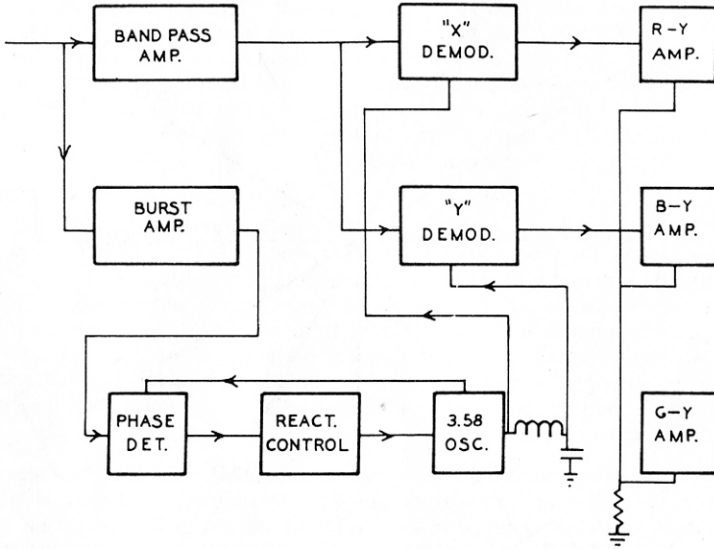 BAND PASS
AMP.
"X"
DEMOD.
R-Y
AMP.
BURST
AMP.
"Y"
DEMOD.
B-Y
AMP.
PHASE
DET.
REACT.
CONTROL
3.58
OSC.
G-Y
AMP.